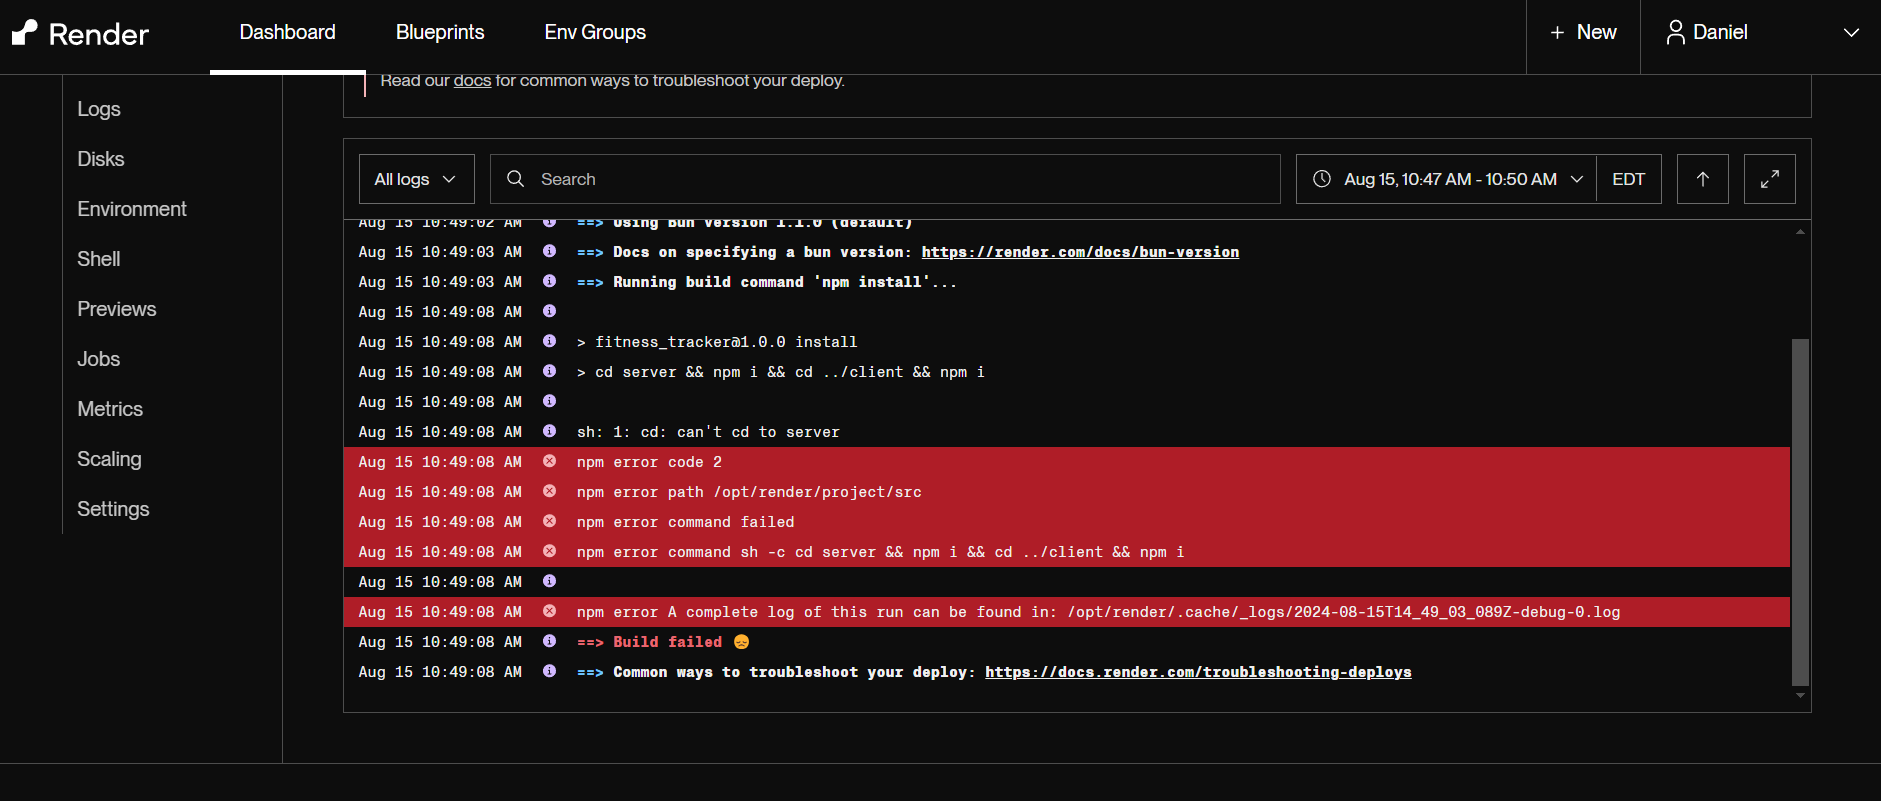 Render
Dashboard
Blueprints
Env Groups
+ New
Daniel
Read our docs for common ways to troubleshoot your deploy.
Logs
Disks
Environment
Shell
Previews
Jobs
Metrics
Scaling
Settings
All logs
Search
Aug 15, 10:47 AM - 10:50 AM
EDT
Aug 15 10:49:02 AM ==> Using Bun version 1.1.0 (default)
Aug 15 10:49:03 AM ==> Docs on specifying a bun version: https://render.com/docs/bun-version
Aug 15 10:49:03 AM ==> Running build command 'npm install'...
Aug 15 10:49:08 AM
Aug 15 10:49:08 AM > fitness_tracker@1.0.0 install
Aug 15 10:49:08 AM > cd server && npm i && cd ../client && npm i
Aug 15 10:49:08 AM
Aug 15 10:49:08 AM sh: 1: cd: can't cd to server
Aug 15 10:49:08 AM npm error code 2
Aug 15 10:49:08 AM npm error path /opt/render/project/src
Aug 15 10:49:08 AM npm error command failed
Aug 15 10:49:08 AM npm error command sh -c cd server && npm i && cd ../client && npm i
Aug 15 10:49:08 AM
Aug 15 10:49:08 AM npm error A complete log of this run can be found in: /opt/render/.cache/_logs/2024-08-15T14_49_03_089Z-debug-0.log
Aug 15 10:49:08 AM ==> Build failed 😞
Aug 15 10:49:08 AM ==> Common ways to troubleshoot your deploy: https://docs.render.com/troubleshooting-deploys